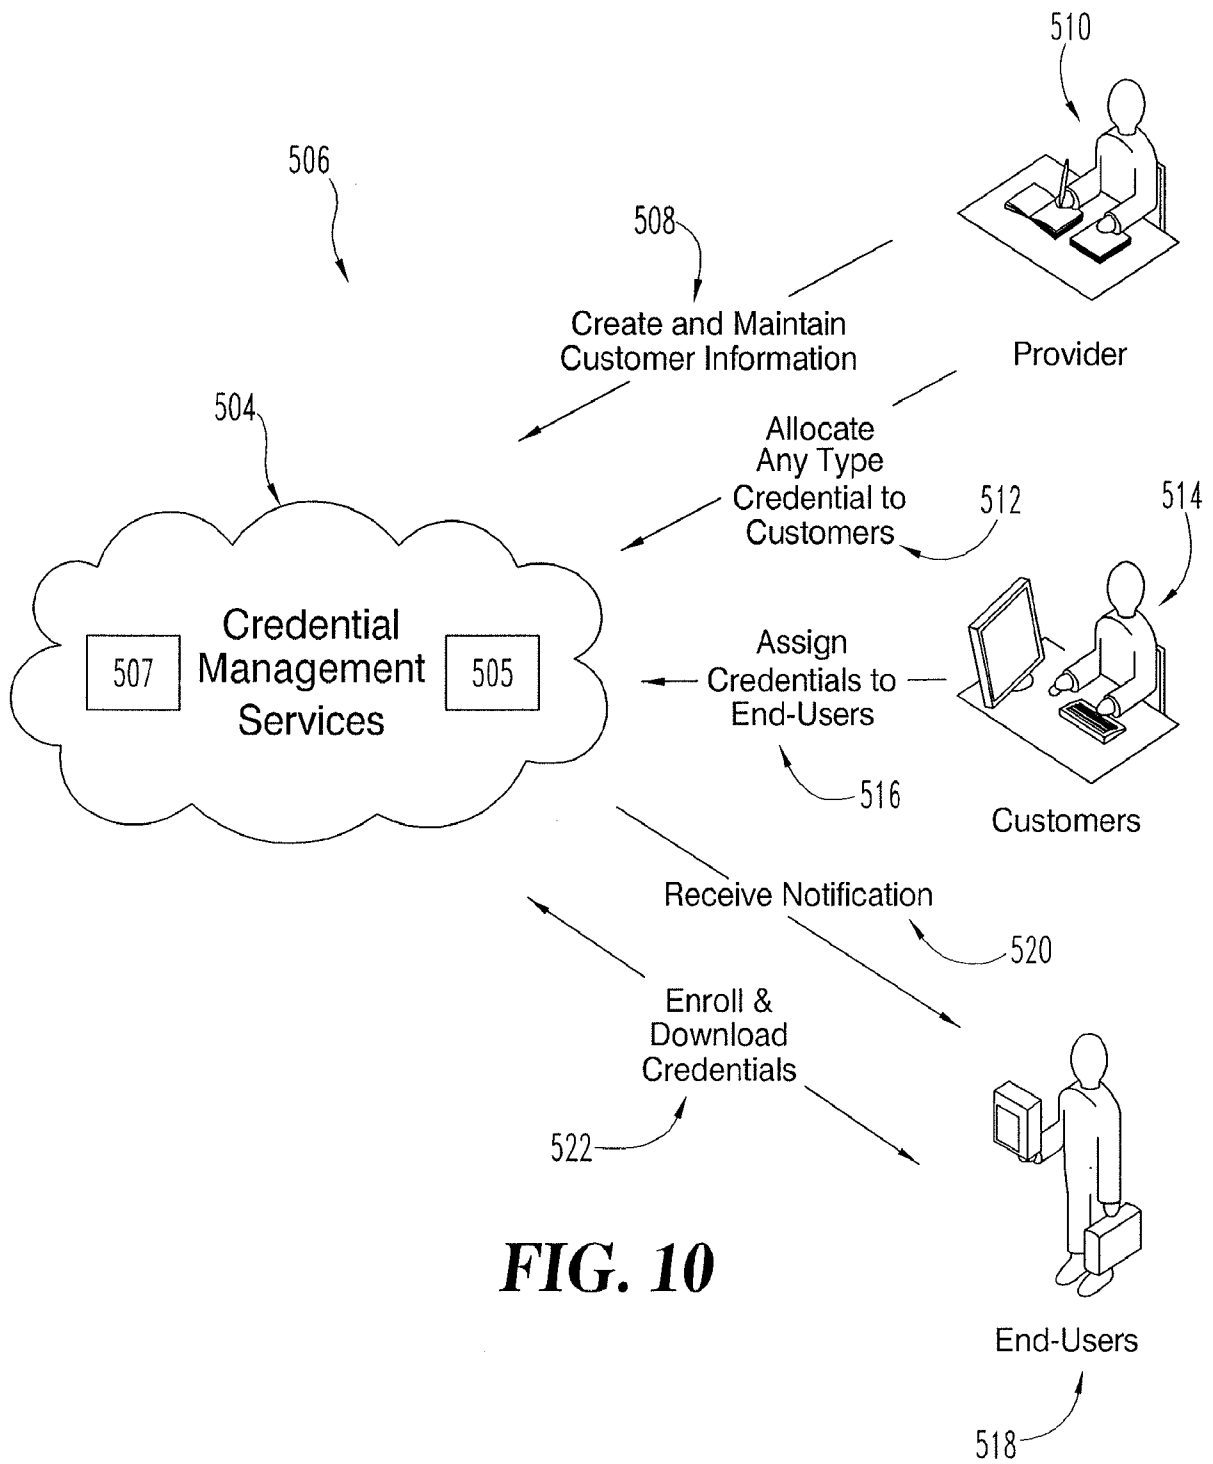 510
506
508
Create and Maintain
Customer Information
Provider
504
Allocate
Any Type
Credential to
Customers
512
514
Credential
Management
Services
507
505
Assign
Credentials to
End-Users
516
Customers
Receive Notification
520
Enroll &
Download
Credentials
522
FIG. 10
End-Users
518